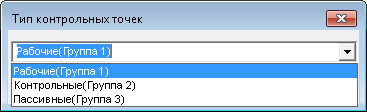 Тип контрольных точек
Рабочие(Группа 1)
Рабочие(Группа 1)
Контрольные(Группа 2)
Пассивные(Группа 3)